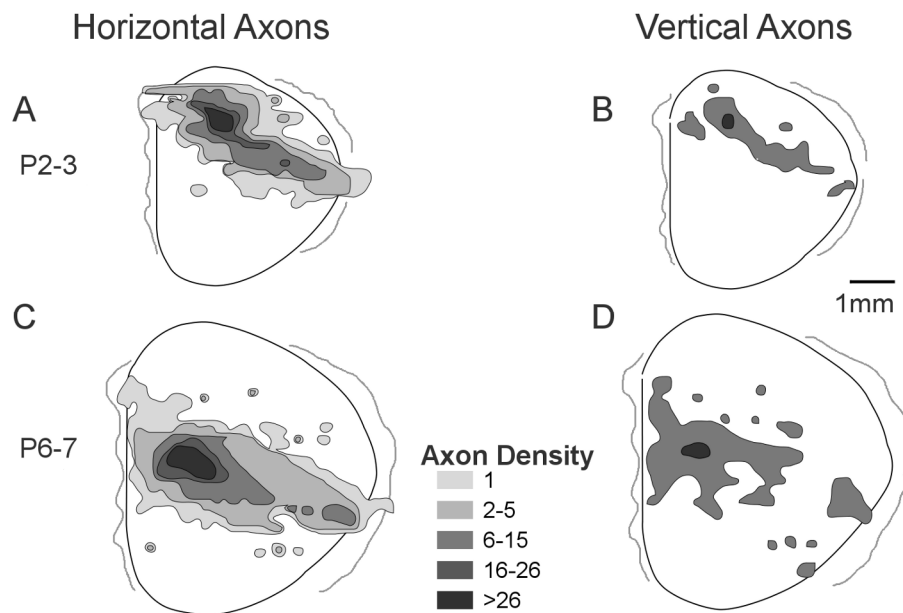 Horizontal Axons
Vertical Axons
A
B
P2-3
1mm
C
D
P6-7
Axon Density
1
2-5
6-15
16-26
>26